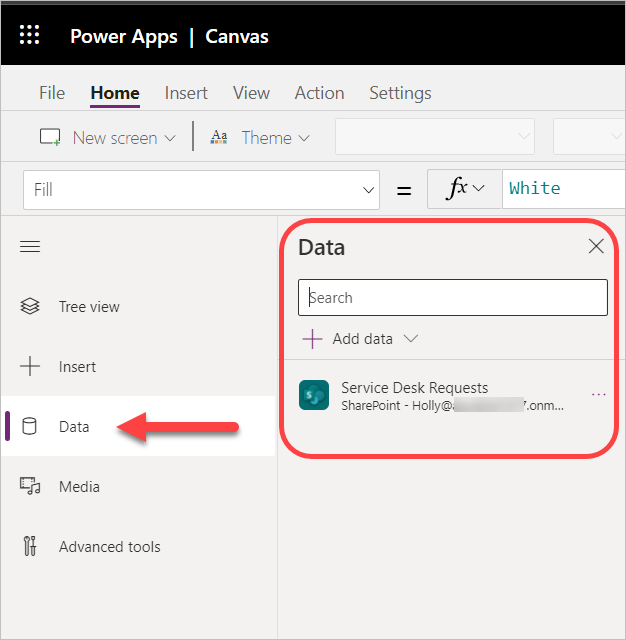 Power Apps | Canvas
File Home Insert View Action Settings
New screen Aa Theme
Fill = fx White
Data
Search
Tree view
Add data
Insert
Service Desk Requests
SharePoint - Holly@ 7.onm...
Data
Media
Advanced tools